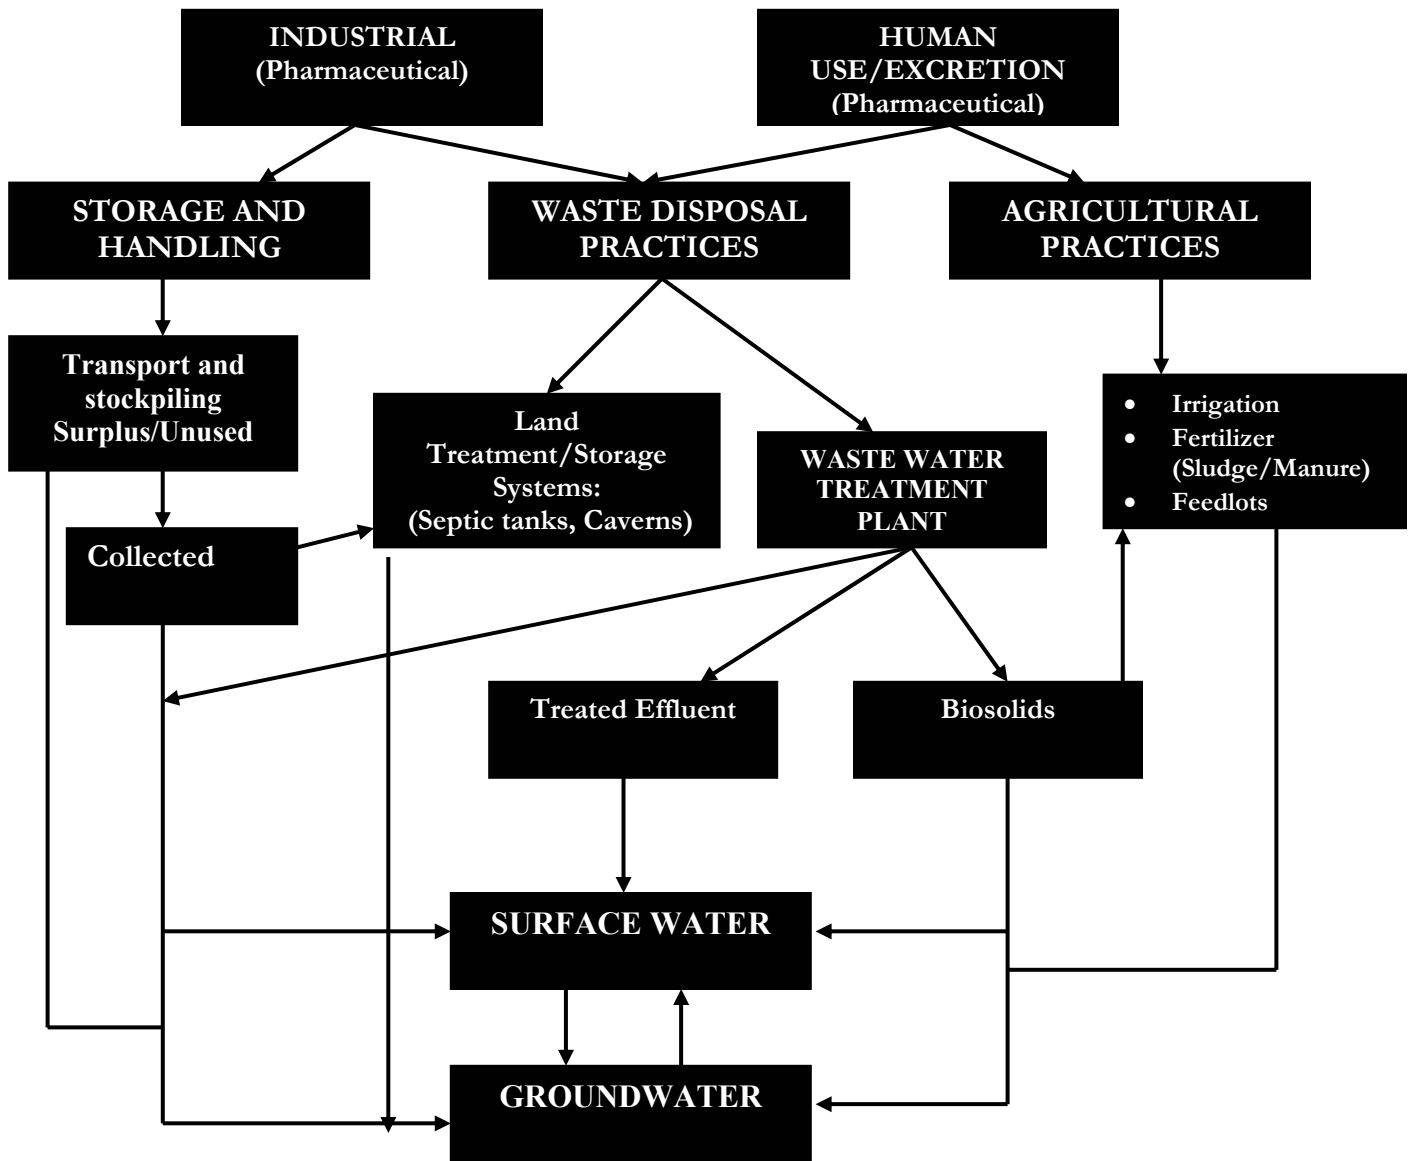 INDUSTRIAL
(Pharmaceutical)
HUMAN
USE/EXCRETION
(Pharmaceutical)
STORAGE AND
HANDLING
WASTE DISPOSAL
PRACTICES
AGRICULTURAL
PRACTICES
Transport and
stockpiling
Surplus/Unused
Land
Treatment/Storage
Systems:
(Septic tanks, Caverns)
WASTE WATER
TREATMENT
PLANT
• Irrigation
• Fertilizer
(Sludge/Manure)
• Feedlots
Collected
Treated Effluent
Biosolids
SURFACE WATER
GROUNDWATER